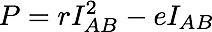 P = rI_{AB}^2 - eI_{AB}